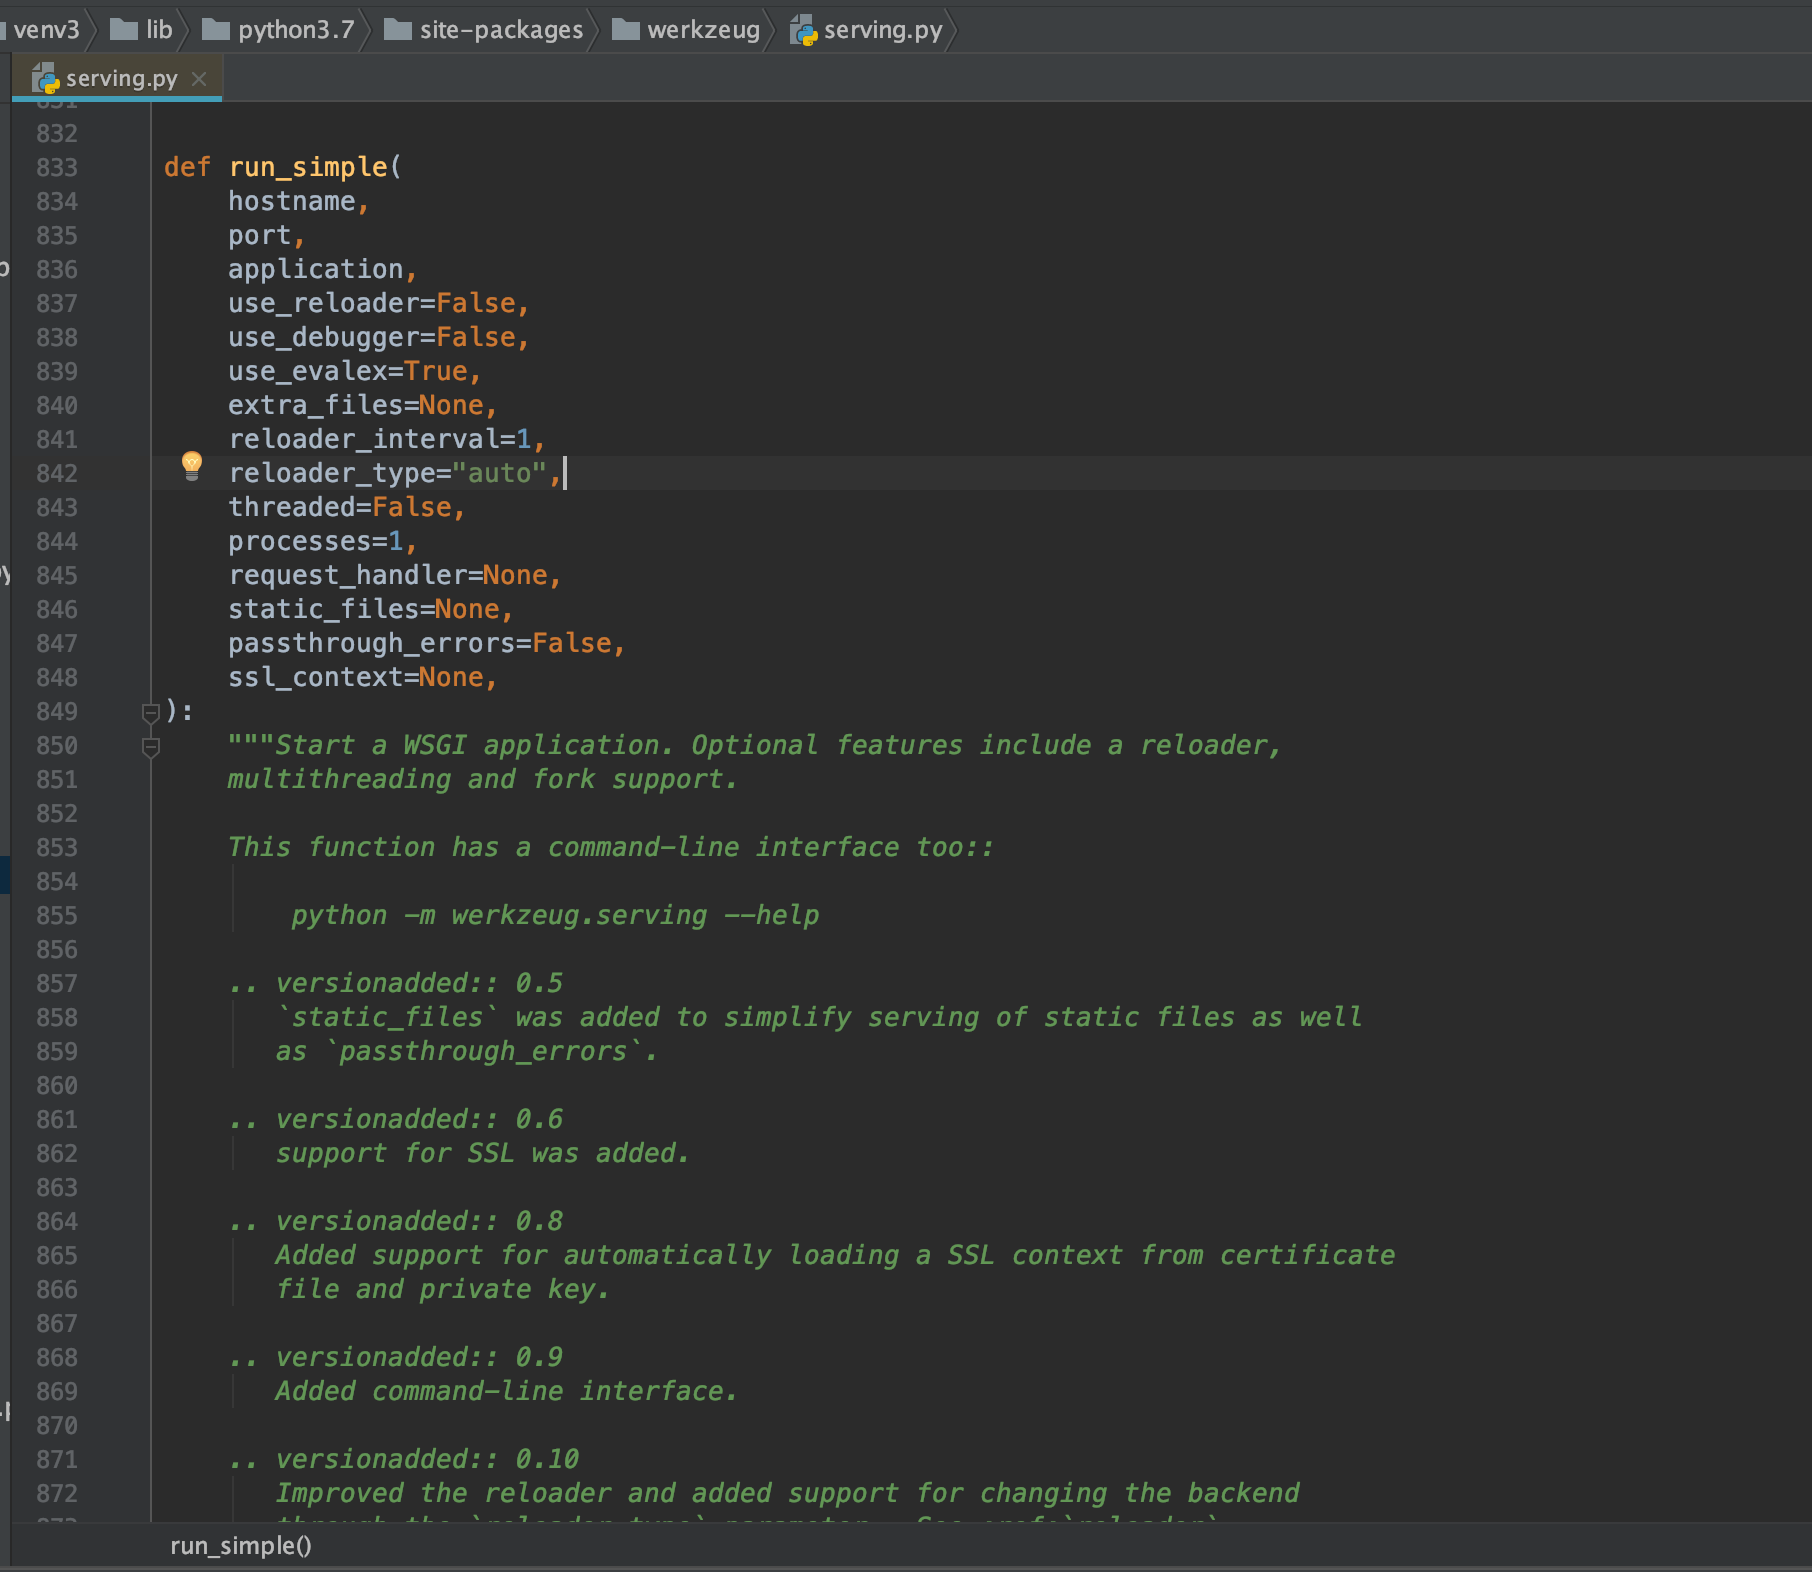 venv3 lib python3.7 site-packages werkzeug serving.py
serving.py
832
833 def run_simple(
834 hostname,
835 port,
836 application,
837 use_reloader=False,
838 use_debugger=False,
839 use_evalex=True,
840 extra_files=None,
841 reloader_interval=1,
842 reloader_type="auto",
843 threaded=False,
844 processes=1,
845 request_handler=None,
846 static_files=None,
847 passthrough_errors=False,
848 ssl_context=None,
849 ):
850 """Start a WSGI application. Optional features include a reloader,
851 multithreading and fork support.
852
853 This function has a command-line interface too::
854
855 python -m werkzeug.serving --help
856
857 .. versionadded:: 0.5
858 `static_files` was added to simplify serving of static files as well
859 as `passthrough_errors`.
860
861 .. versionadded:: 0.6
862 support for SSL was added.
863
864 .. versionadded:: 0.8
865 Added support for automatically loading a SSL context from certificate
866 file and private key.
867
868 .. versionadded:: 0.9
869 Added command-line interface.
870
871 .. versionadded:: 0.10
872 Improved the reloader and added support for changing the backend
run_simple()